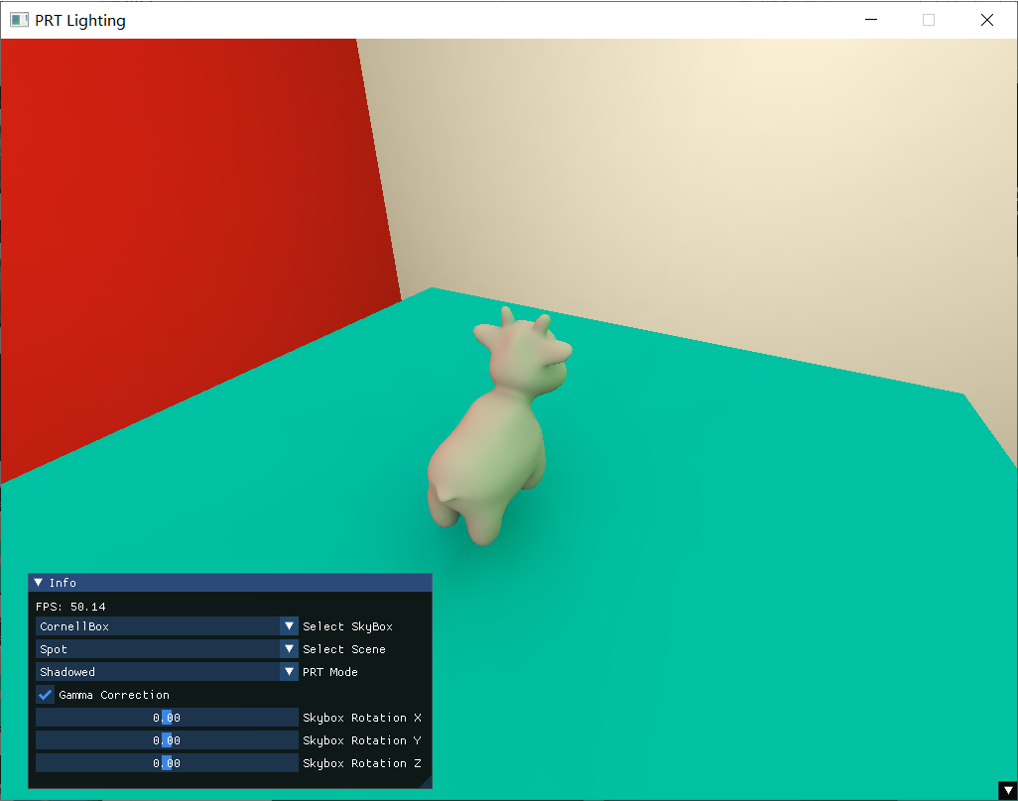 PRT Lighting
Info
FPS: 50.14
CornellBox Select SkyBox
Spot Select Scene
Shadowed PRT Mode
Gamma Correction
0.00 Skybox Rotation X
0.00 Skybox Rotation Y
0.00 Skybox Rotation Z